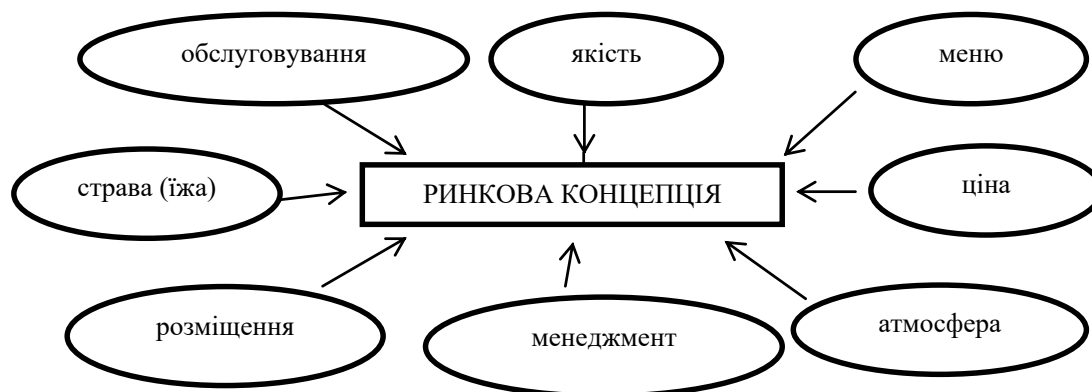 обслуговування
якість
меню
страва (їжа)
РИНКОВА КОНЦЕПЦІЯ
ціна
розміщення
менеджмент
атмосфера